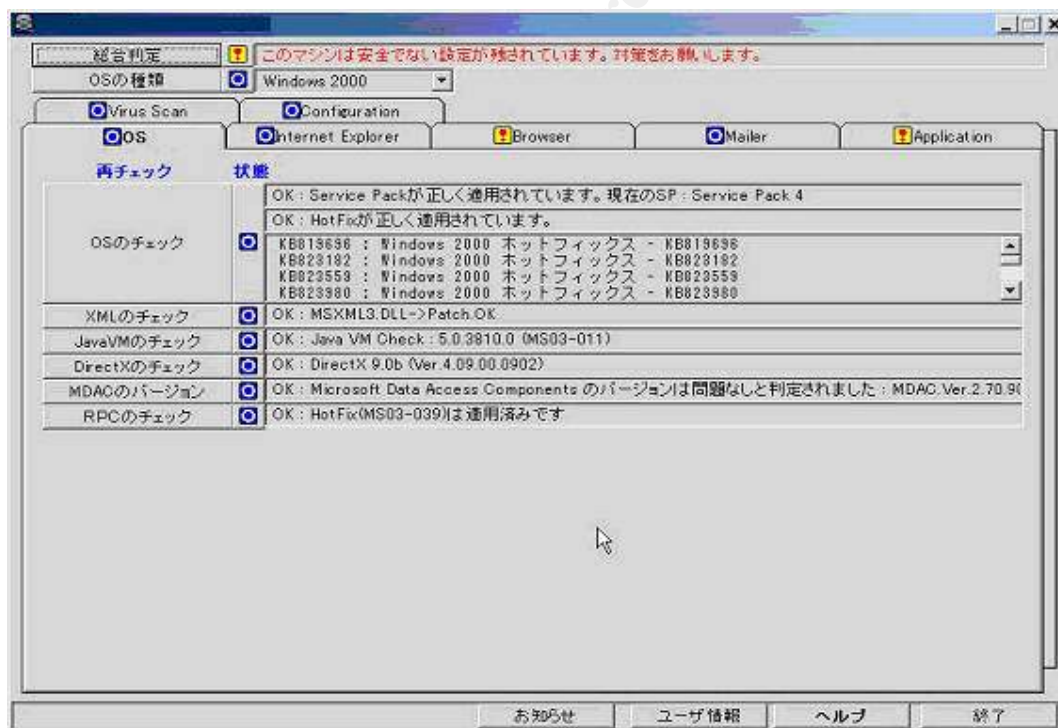 総合判定 このマシンは安全でない設定が残されています。対策をお願いします。
OSの種類 Windows 2000
Virus Scan Configuration
OS Internet Explorer Browser Mailer Application
再チェック 状態
OK : Service Packが正しく適用されています。現在のSP : Service Pack 4
OK : HotFixが正しく適用されています。
OSのチェック
KB819696 : Windows 2000 ホットフィックス - KB819696
KB823182 : Windows 2000 ホットフィックス - KB823182
KB823559 : Windows 2000 ホットフィックス - KB823559
KB823980 : Windows 2000 ホットフィックス - KB823980
XMLのチェック OK : MSXML3.DLL->Patch.OK
JavaVMのチェック OK : Java VM Check : 5.0.3810.0 (MS03-011)
DirectXのチェック OK : DirectX 9.0b (Ver.4.09.00.0902)
MDACのバージョン OK : Microsoft Data Access Components のバージョンは問題なしと判定されました : MDAC.Ver.2.70.90
RPCのチェック OK : HotFix(MS03-039)は適用済みです
お知らせ ユーザ情報 ヘルプ 終了